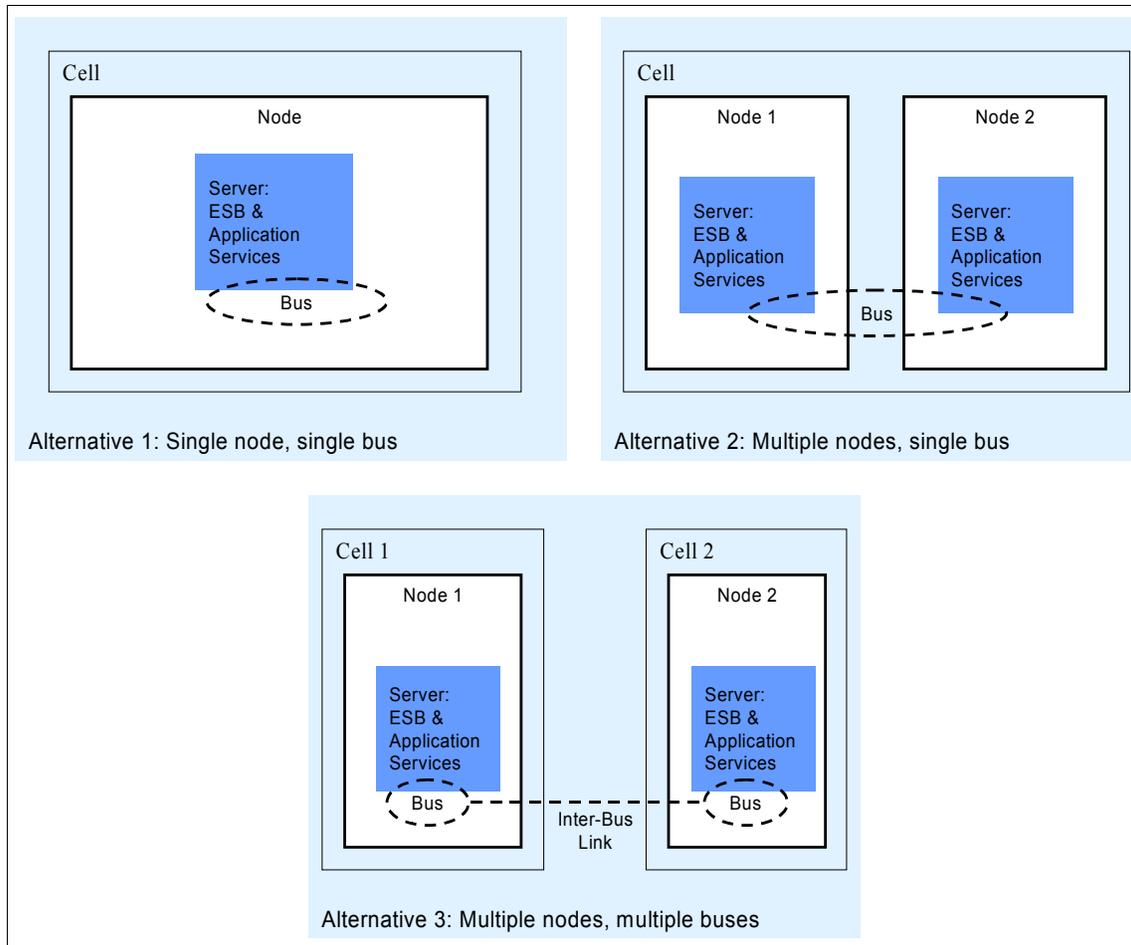 Cell
Node
Server:
ESB &
Application
Services
Bus
Alternative 1: Single node, single bus
Cell
Node 1
Server:
ESB &
Application
Services
Node 2
Server:
ESB &
Application
Services
Bus
Alternative 2: Multiple nodes, single bus
Cell 1
Node 1
Server:
ESB &
Application
Services
Bus
Inter-Bus
Link
Cell 2
Node 2
Server:
ESB &
Application
Services
Bus
Alternative 3: Multiple nodes, multiple buses